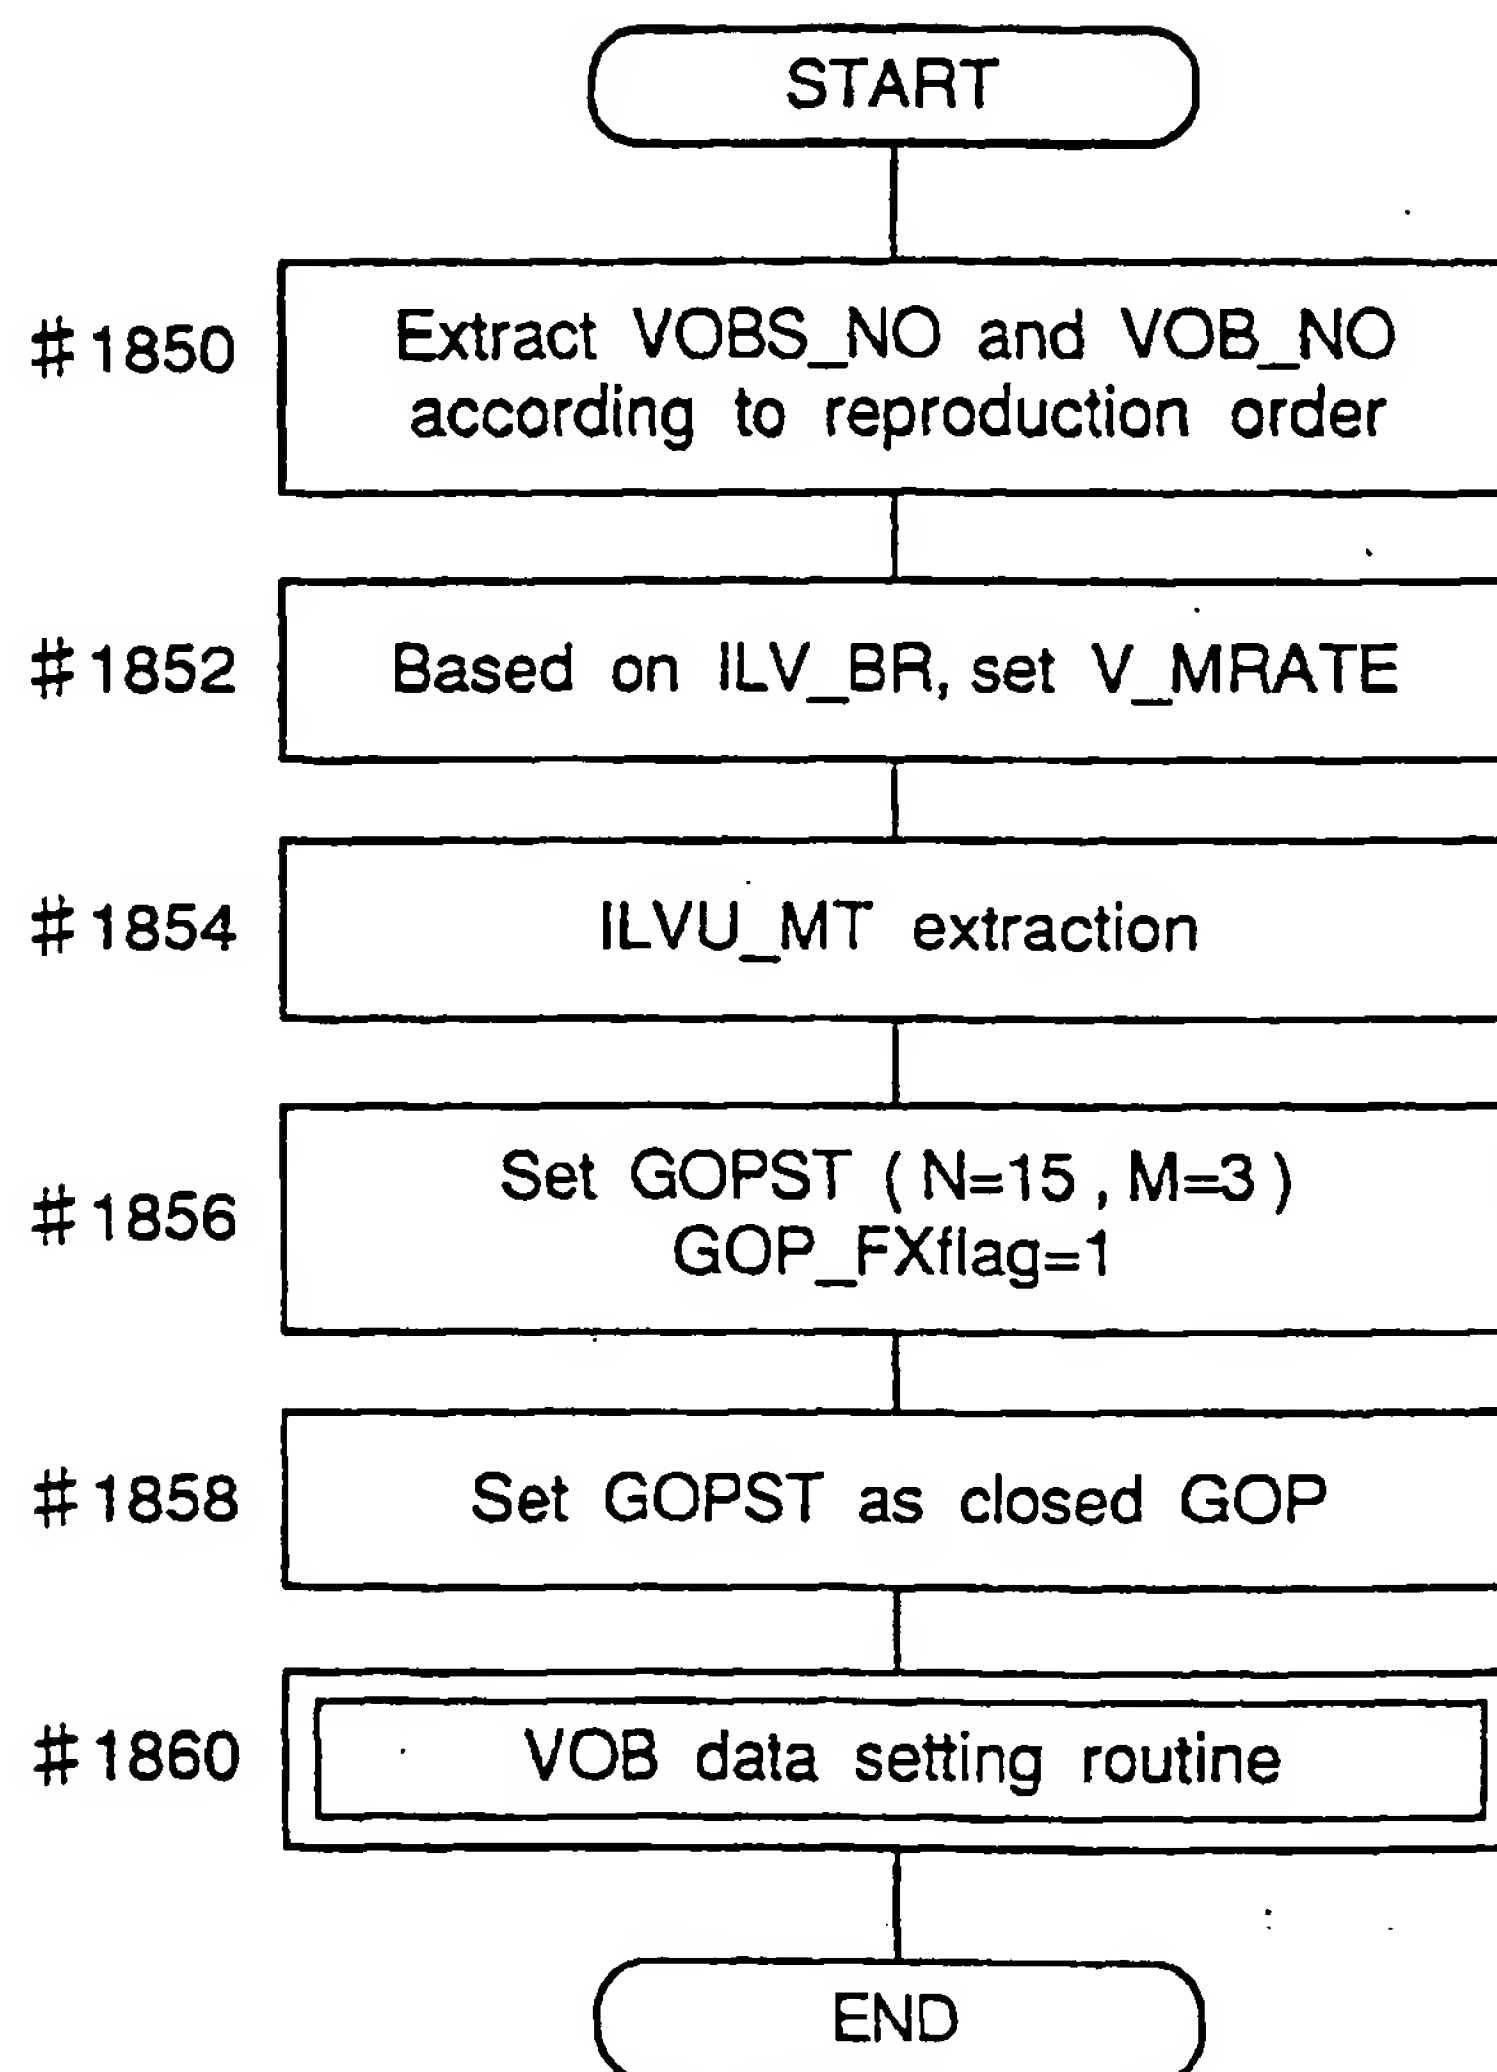 START
#1850
Extract VOBS_NO and VOB_NO
according to reproduction order
#1852
Based on ILV_BR, set V_MRATE
#1854
ILVU_MT extraction
#1856
Set GOPST (N=15, M=3)
GOP_FXflag=1
#1858
Set GOPST as closed GOP
#1860
VOB data setting routine
END